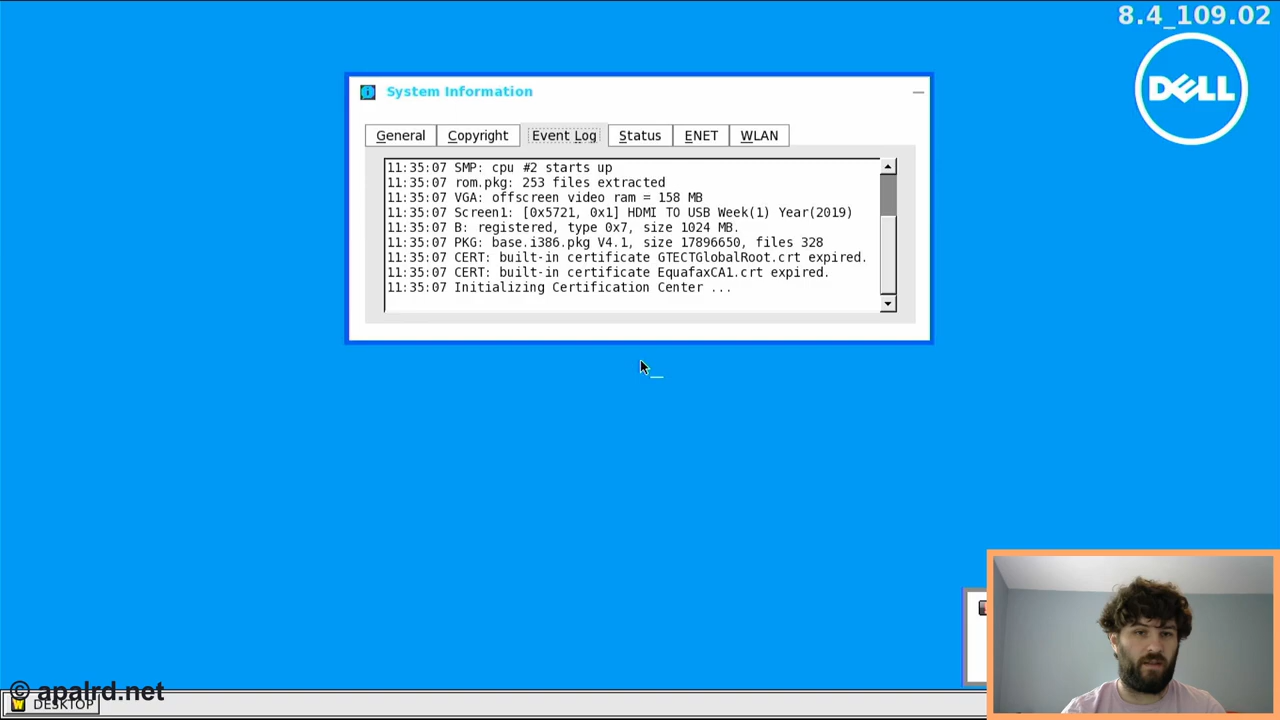 8.4_109.02
DELL
System Information
General Copyright Event Log Status ENET WLAN
11:35:07 SMP: cpu #2 starts up
11:35:07 rom.pkg: 253 files extracted
11:35:07 VGA: offscreen video ram = 158 MB
11:35:07 Screen1: [0x5721, 0x1] HDMI TO USB Week(1) Year(2019)
11:35:07 B: registered, type 0x7, size 1024 MB.
11:35:07 PKG: base.i386.pkg V4.1, size 17896650, files 328
11:35:07 CERT: built-in certificate GTECTGlobalRoot.crt expired.
11:35:07 CERT: built-in certificate EquafaxCA1.crt expired.
11:35:07 Initializing Certification Center ...
© apalrd.net
W DESKTOP